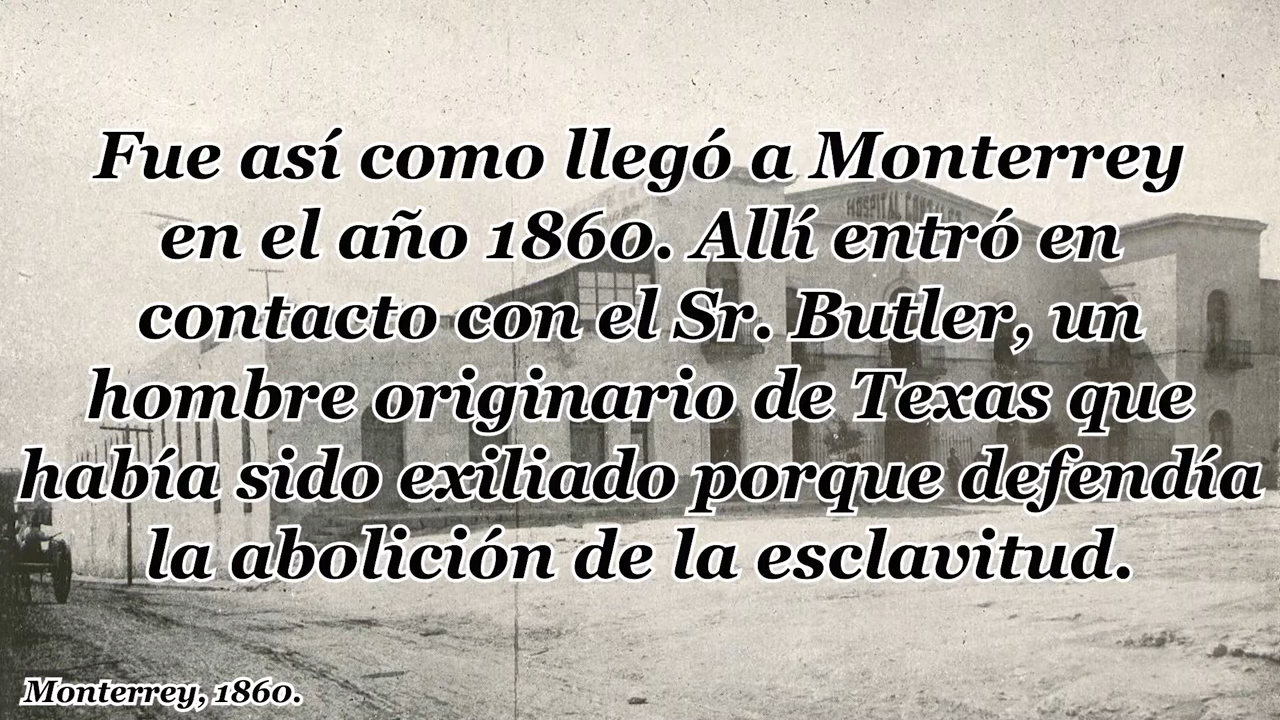 Fue así como llegó a Monterrey
en el año 1860. Allí entró en
contacto con el Sr. Butler, un
hombre originario de Texas que
había sido exiliado porque defendía
la abolición de la esclavitud.
HOSPITAL
Monterrey, 1860.